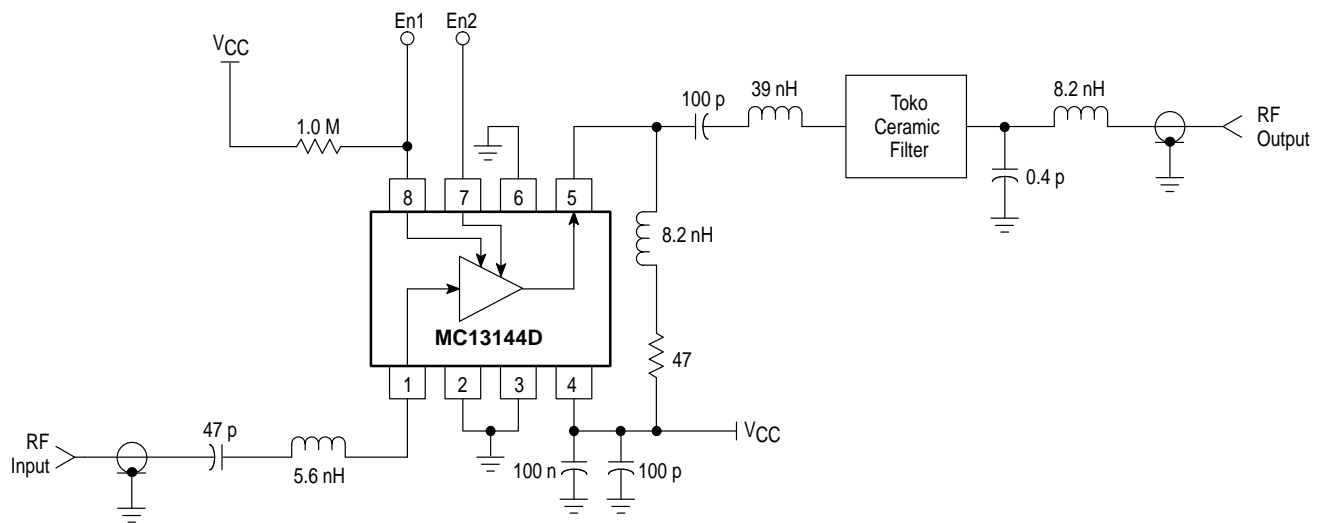 En1 En2
VCC
1.0 M
100 p
39 nH
Toko
Ceramic
Filter
8.2 nH
RF
Output
0.4 p
8 7 6 5
8.2 nH
MC13144D
47
1 2 3 4
VCC
RF
Input
47 p
5.6 nH
100 n
100 p